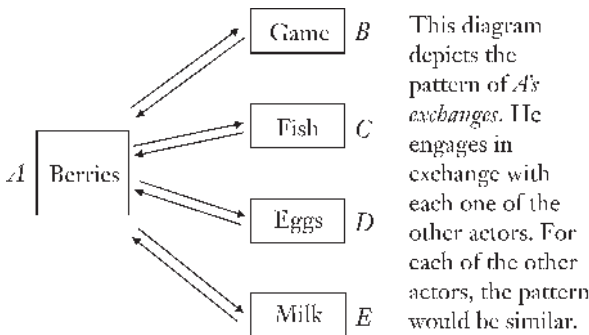 Game B
This diagram
depicts the
pattern of A's
exchanges. He
engages in
exchange with
each one of the
other actors. For
each of the other
actors, the pattern
would be similar.
Fish C
A Berries
Eggs D
Milk E